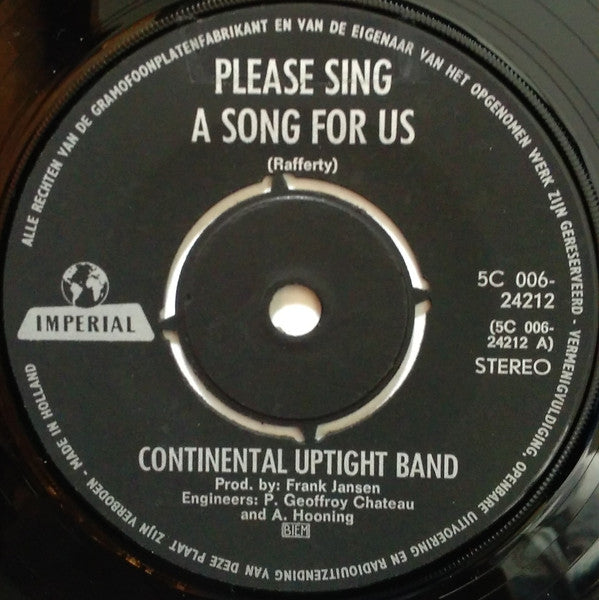 ALLE RECHTEN VAN DE GRAMOFOONPLATENFABRIKANT EN VAN DE EIGENAAR VAN HET OPGENOMEN WERK ZIJN GERESERVEERD - VERMENIGVULDIGING, OPENBARE UITVOERING EN RADIOUITZENDING VAN DEZE PLAAT ZIJN VERBODEN - MADE IN HOLLAND
PLEASE SING
A SONG FOR US
(Rafferty)
IMPERIAL
5C 006-
24212
(5C 006-
24212 A)
STEREO
CONTINENTAL UPTIGHT BAND
Prod. by: Frank Jansen
Engineers: P. Geoffroy Chateau
and A. Hooning
BIEM